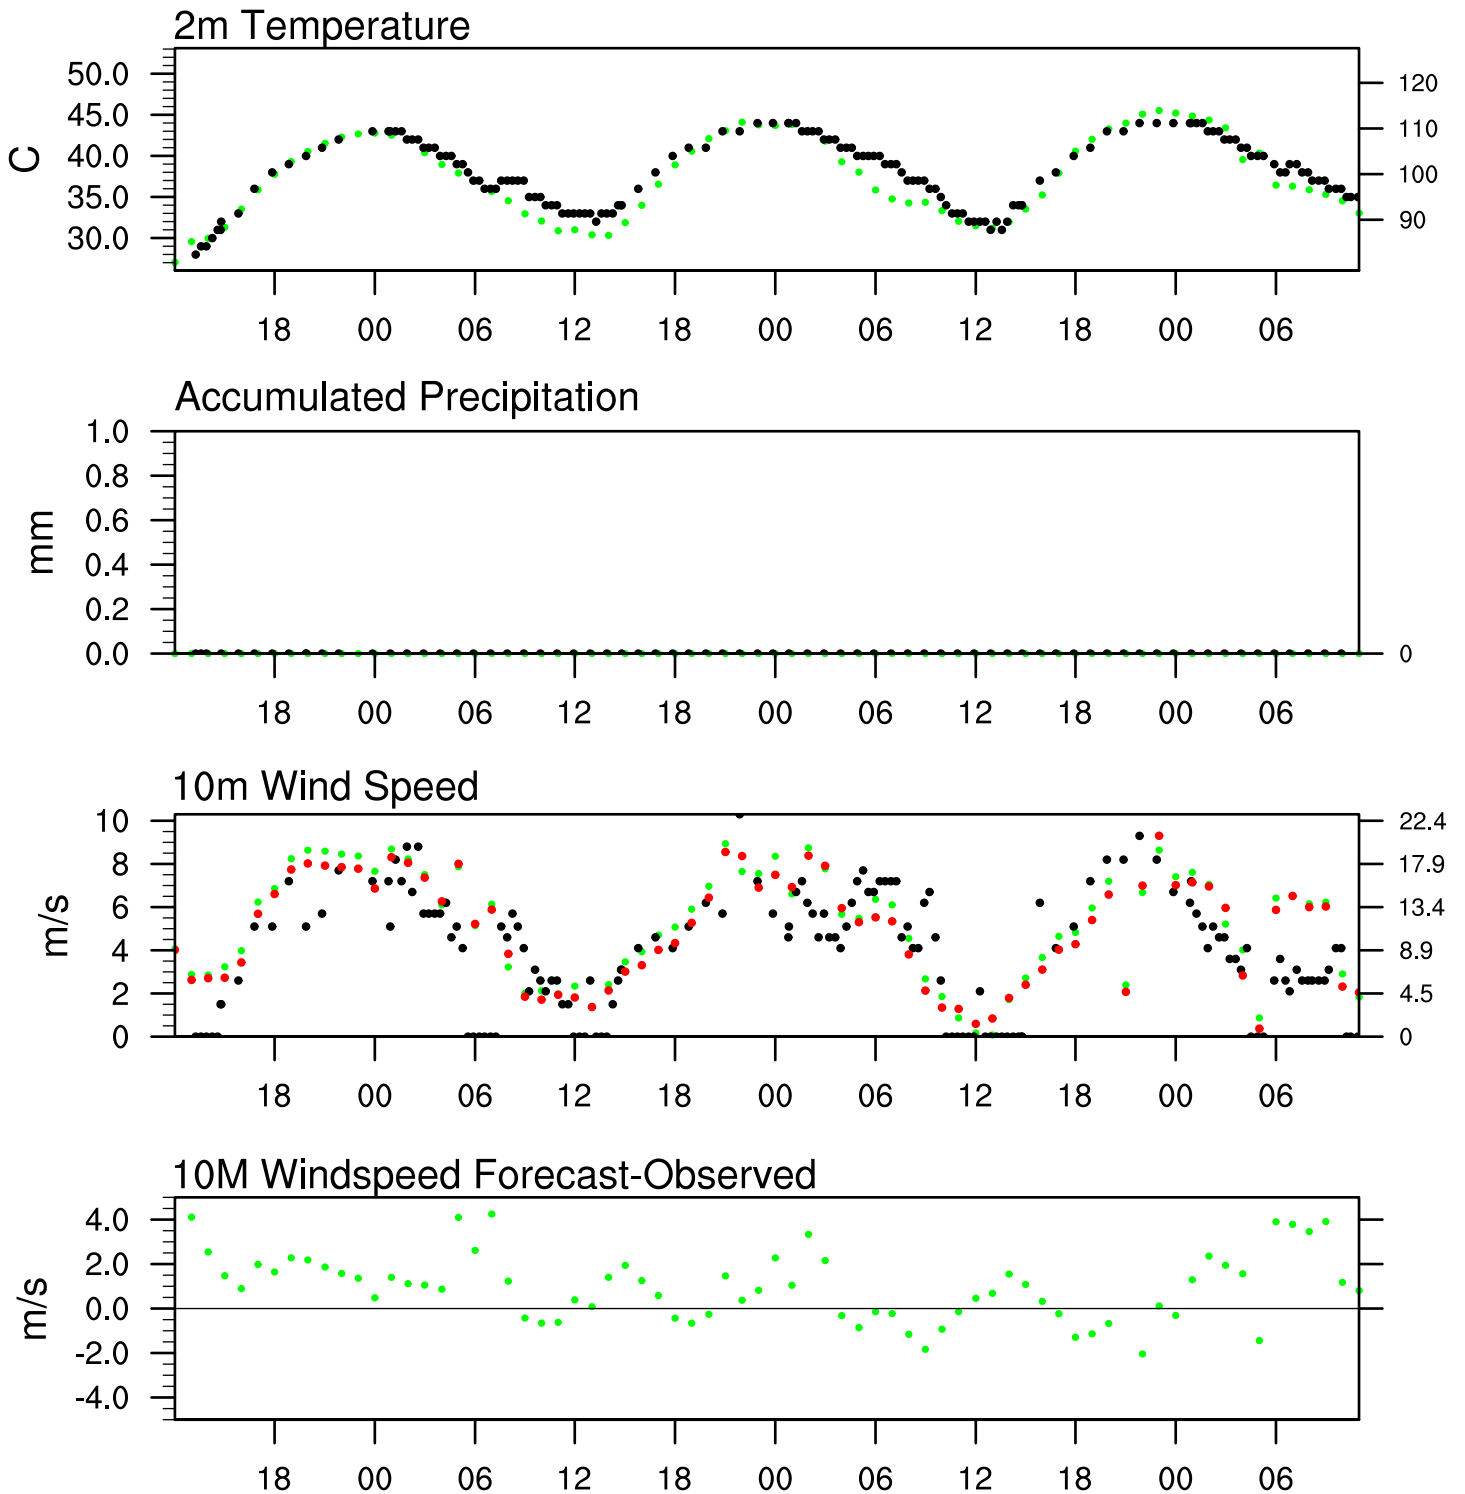 2m Temperature
50.0
45.0
40.0
35.0
30.0
C
120
110
100
90
18 00 06 12 18 00 06 12 18 00 06
Accumulated Precipitation
1.0
0.8
0.6
0.4
0.2
0.0
mm
0
18 00 06 12 18 00 06 12 18 00 06
10m Wind Speed
10
8
6
4
2
0
m/s
22.4
17.9
13.4
8.9
4.5
0
18 00 06 12 18 00 06 12 18 00 06
10M Windspeed Forecast-Observed
4.0
2.0
0.0
-2.0
-4.0
m/s
18 00 06 12 18 00 06 12 18 00 06